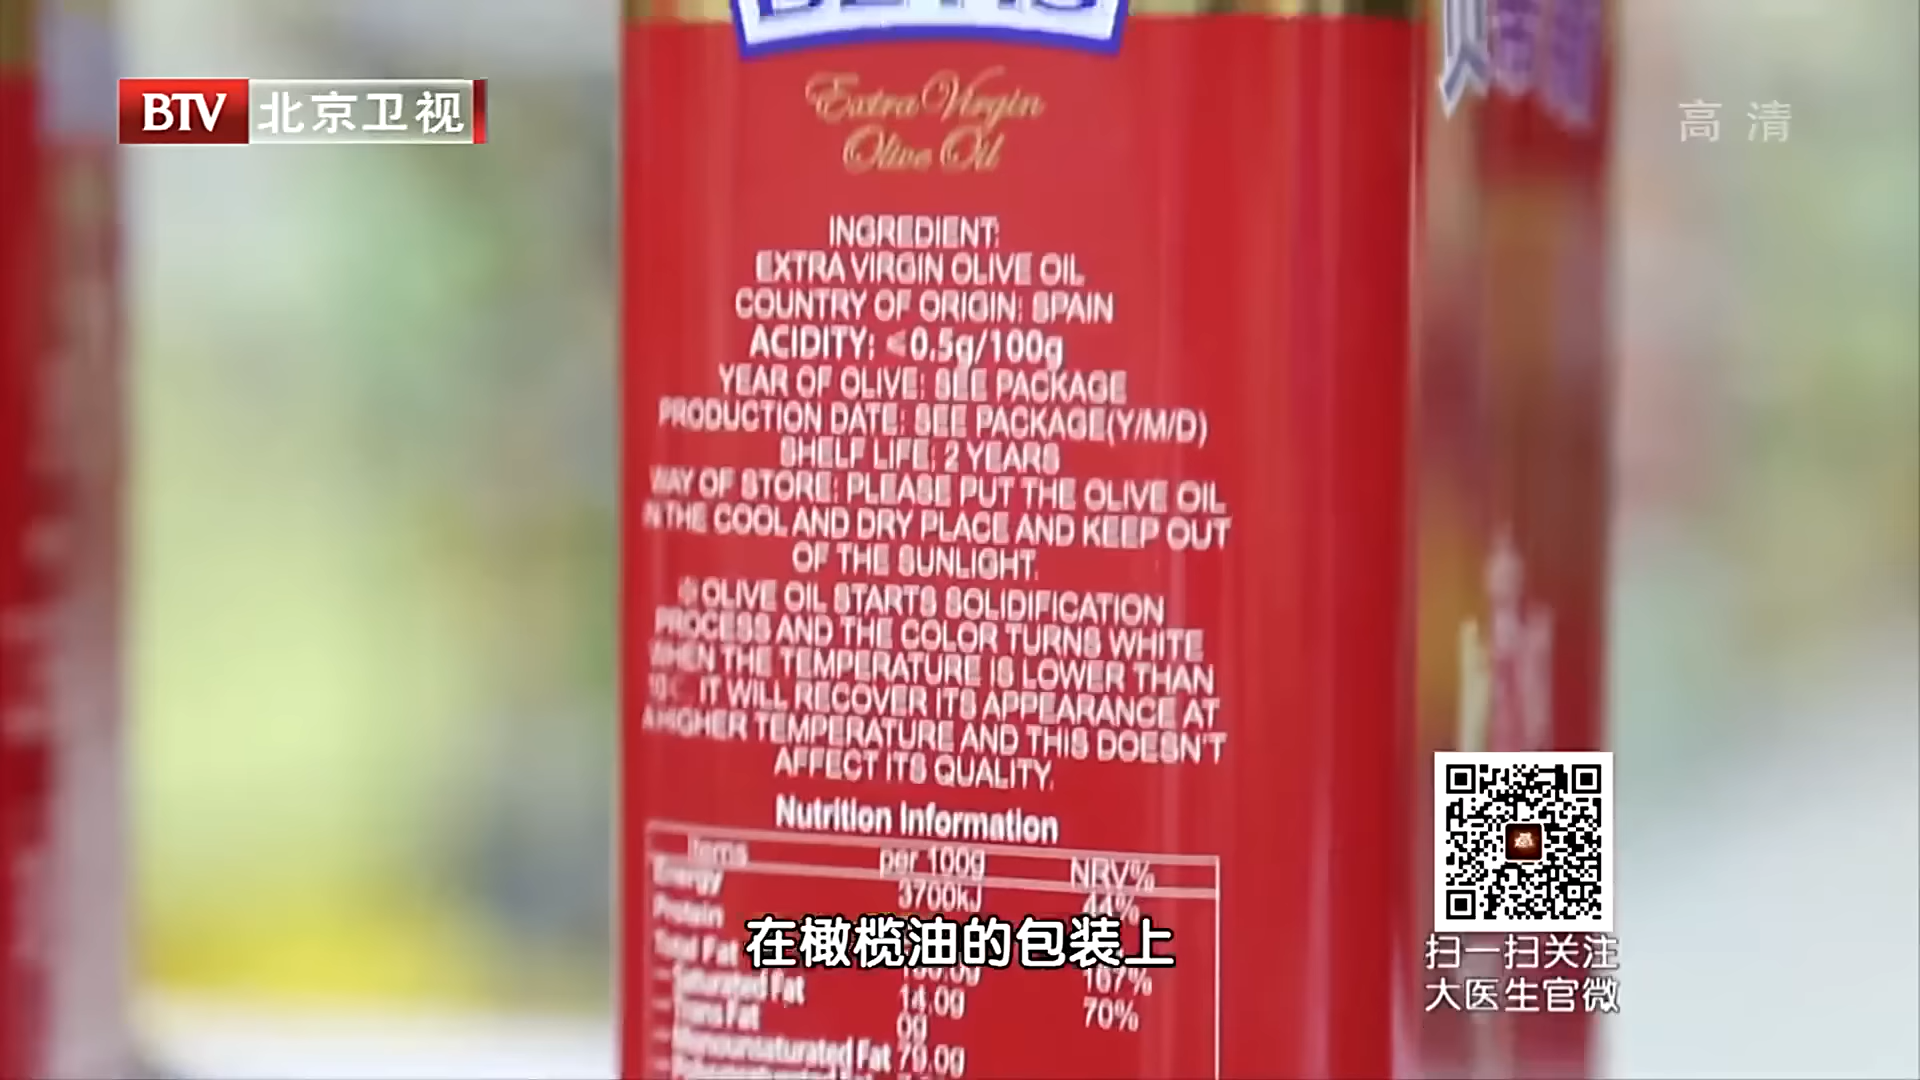 BTV 北京卫视
高清
Extra Virgin
Olive Oil
INGREDIENT:
EXTRA VIRGIN OLIVE OIL
COUNTRY OF ORIGIN: SPAIN
ACIDITY: ≤0.5g/100g
YEAR OF OLIVE: SEE PACKAGE
PRODUCTION DATE: SEE PACKAGE(Y/M/D)
SHELF LIFE: 2 YEARS
WAY OF STORE: PLEASE PUT THE OLIVE OIL
IN THE COOL AND DRY PLACE AND KEEP OUT
OF THE SUNLIGHT.
OLIVE OIL STARTS SOLIDIFICATION
PROCESS AND THE COLOR TURNS WHITE
WHEN THE TEMPERATURE IS LOWER THAN
IT WILL RECOVER ITS APPEARANCE AT
A HIGHER TEMPERATURE AND THIS DOESN'T
AFFECT ITS QUALITY.
Nutrition Information
Items per 100g NRV%
Energy 3700kJ 44%
Protein
Total Fat 100.0g 167%
-Saturated Fat 14.0g 70%
-Trans Fat 0g
-Monounsaturated Fat 79.0g
在橄榄油的包装上
扫一扫关注
大医生官微